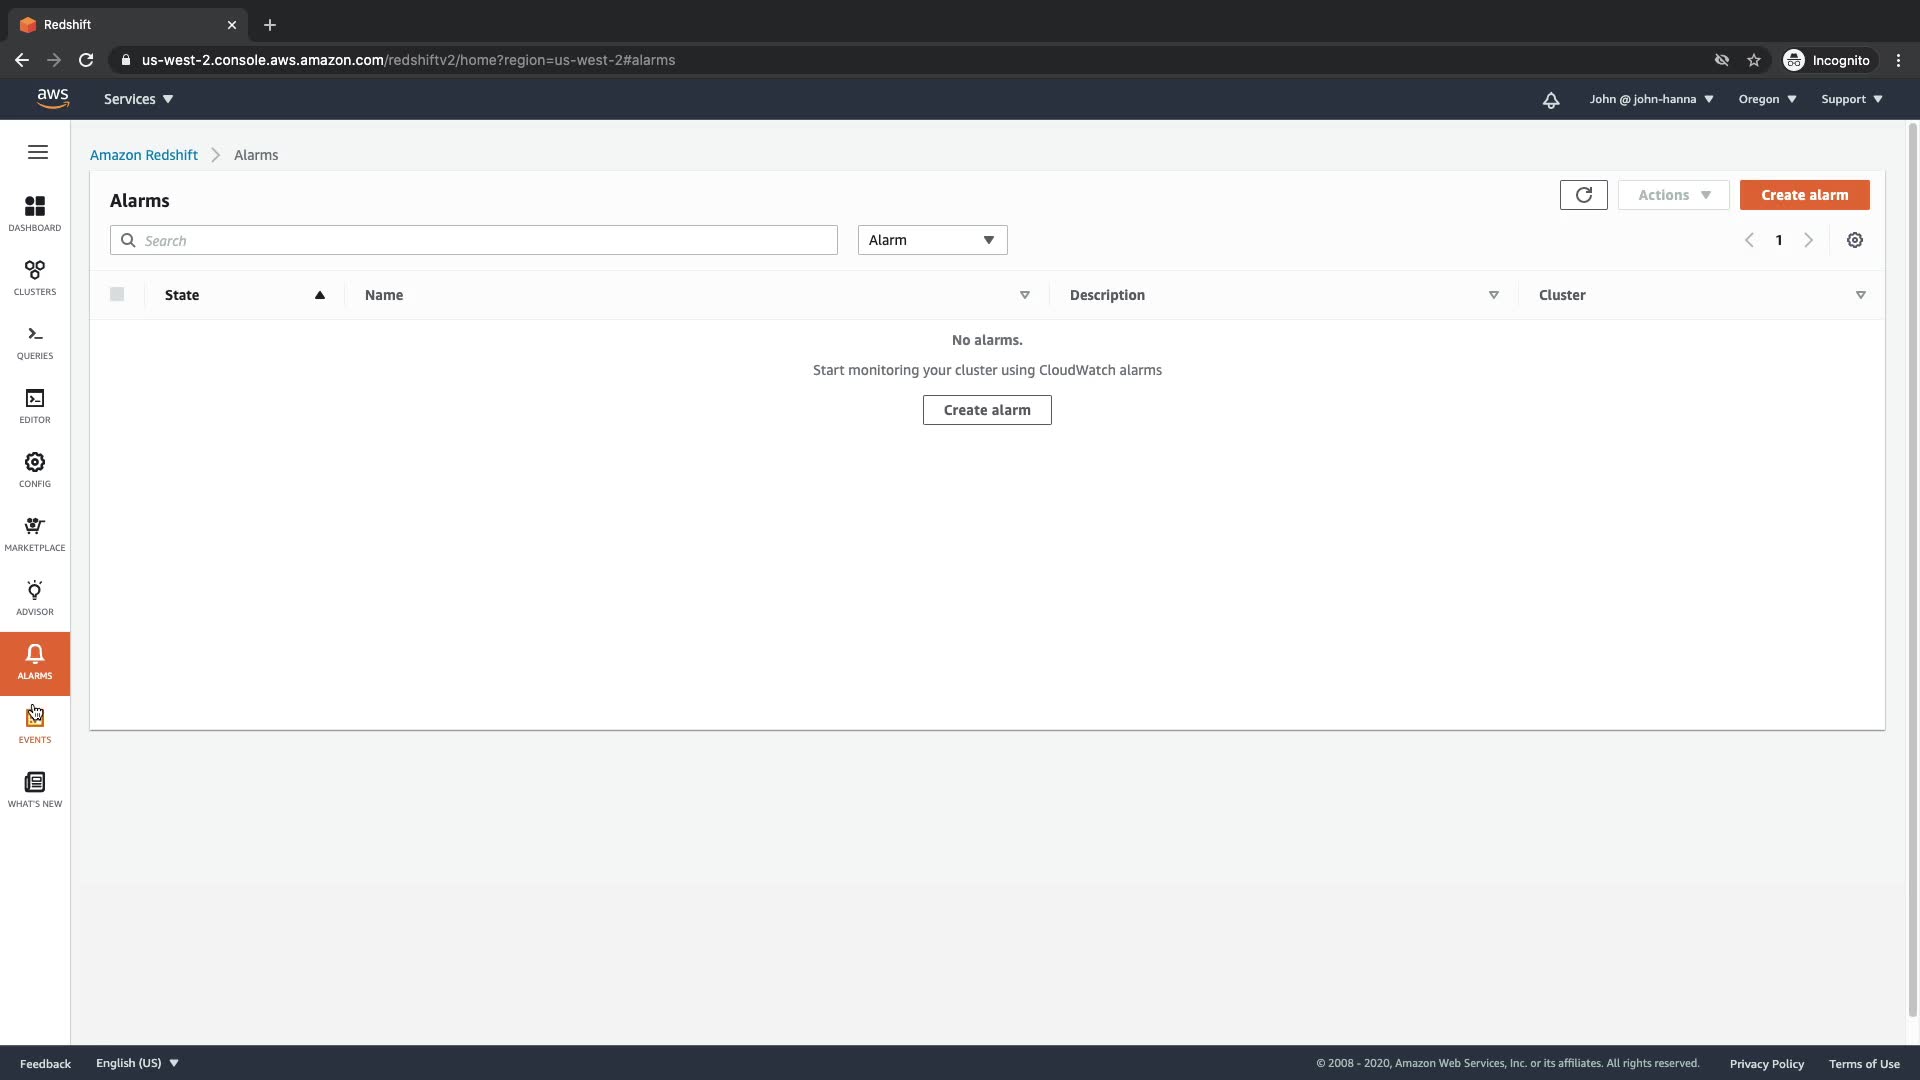 Redshift
us-west-2.console.aws.amazon.com/redshiftv2/home?region=us-west-2#alarms
Incognito
aws
Services
John @ john-hanna
Oregon
Support
Amazon Redshift
Alarms
DASHBOARD
CLUSTERS
QUERIES
EDITOR
CONFIG
MARKETPLACE
ADVISOR
ALARMS
EVENTS
WHAT'S NEW
Alarms
Actions
Create alarm
Search
Alarm
1
State
Name
Description
Cluster
No alarms.
Start monitoring your cluster using CloudWatch alarms
Create alarm
Feedback
English (US)
© 2008 - 2020, Amazon Web Services, Inc. or its affiliates. All rights reserved.
Privacy Policy
Terms of Use